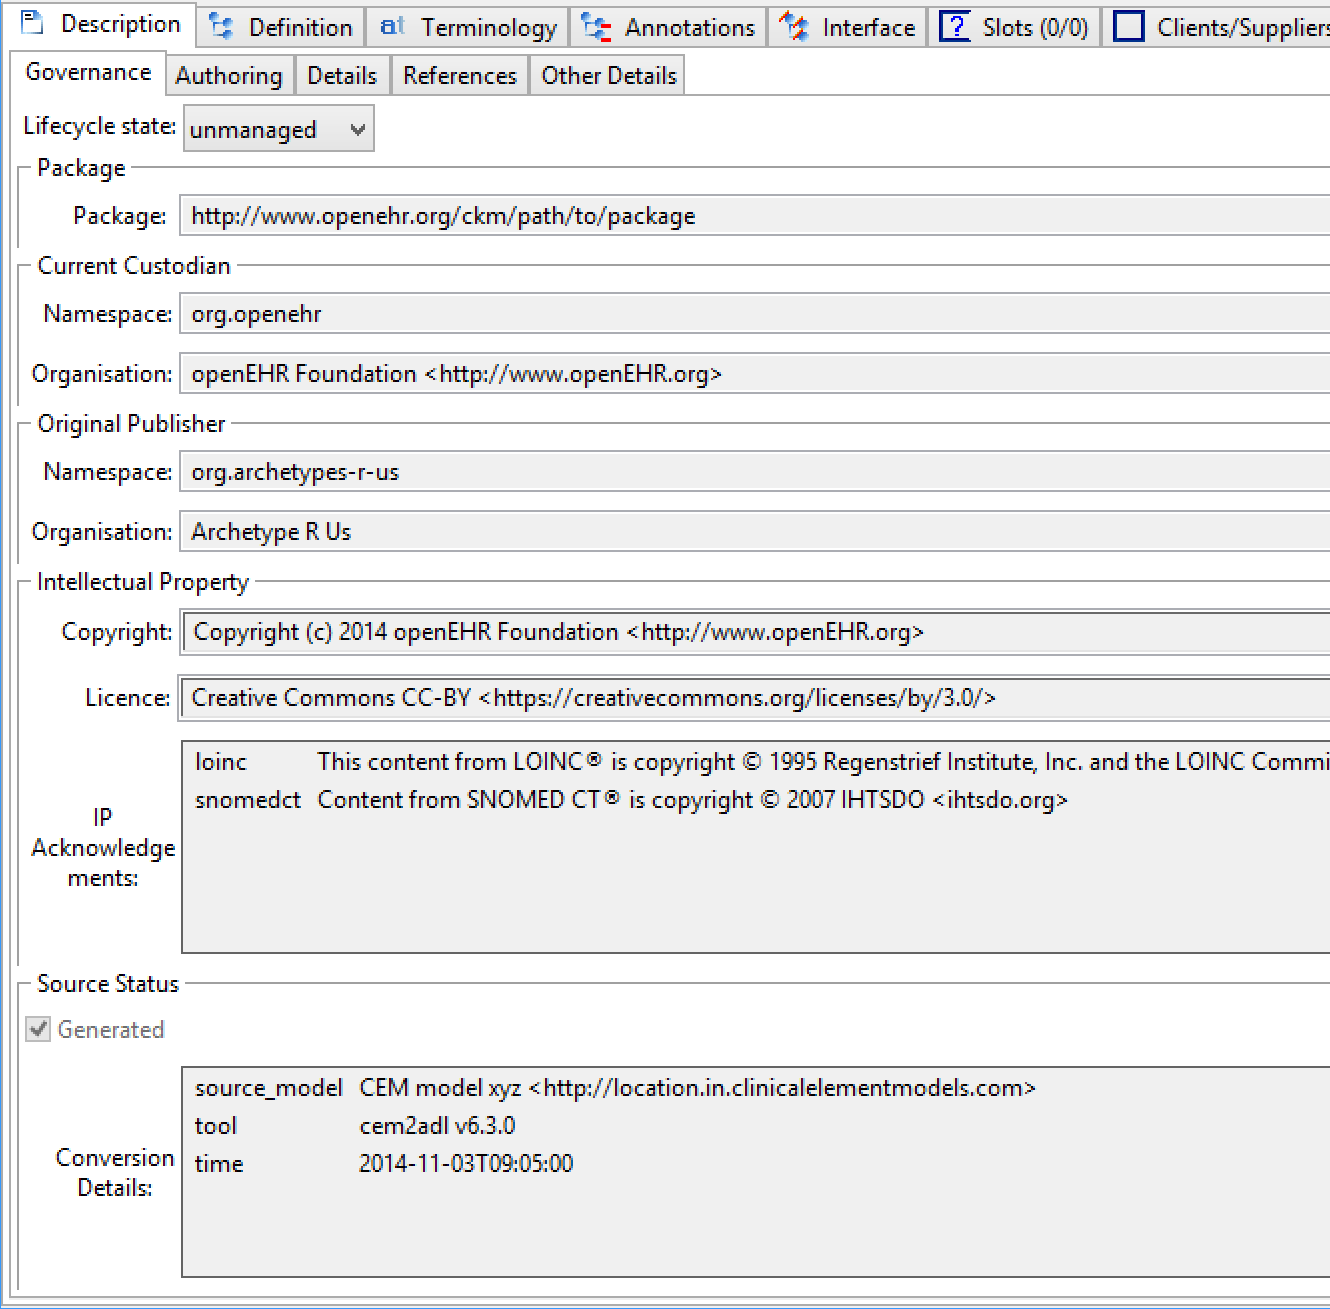 Description Definition at Terminology Annotations Interface ? Slots (0/0) Clients/Suppliers
Governance Authoring Details References Other Details
Lifecycle state: unmanaged
Package
Package: http://www.openehr.org/ckm/path/to/package
Current Custodian
Namespace: org.openehr
Organisation: openEHR Foundation <http://www.openEHR.org>
Original Publisher
Namespace: org.archetypes-r-us
Organisation: Archetype R Us
Intellectual Property
Copyright: Copyright (c) 2014 openEHR Foundation <http://www.openEHR.org>
Licence: Creative Commons CC-BY <https://creativecommons.org/licenses/by/3.0/>
IP
Acknowledge
ments:
loinc This content from LOINC® is copyright © 1995 Regenstrief Institute, Inc. and the LOINC Commi
snomedct Content from SNOMED CT® is copyright © 2007 IHTSDO <ihtsdo.org>
Source Status
Generated
Conversion
Details:
source_model CEM model xyz <http://location.in.clinicalelementmodels.com>
tool cem2adl v6.3.0
time 2014-11-03T09:05:00